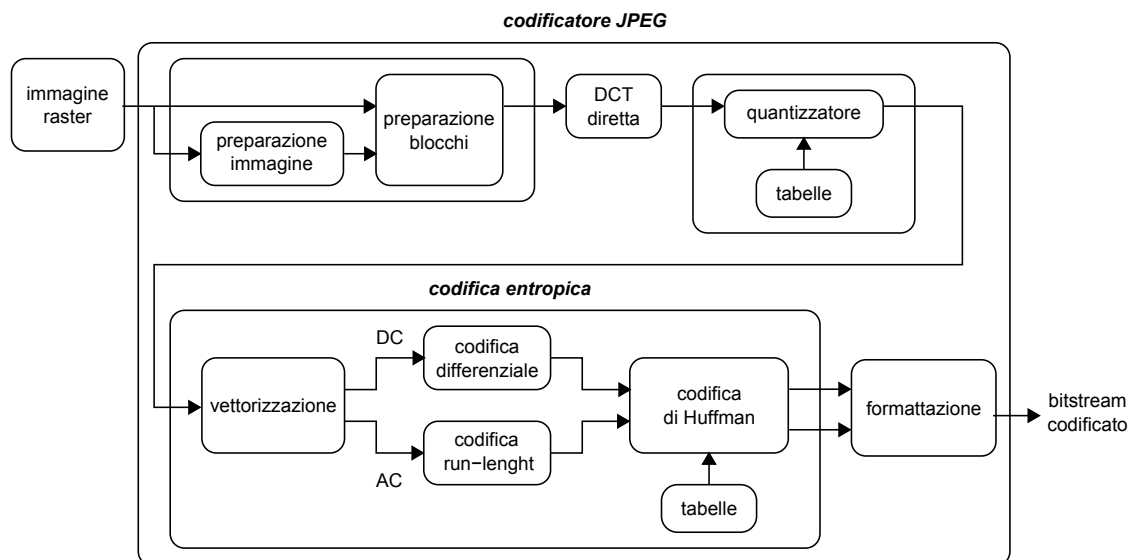 codificatore JPEG
immagine
raster
preparazione
immagine
preparazione
blocchi
DCT
diretta
quantizzatore
tabelle
codifica entropica
vettorizzazione
DC
codifica
differenziale
AC
codifica
run−lenght
codifica
di Huffman
tabelle
formattazione
bitstream
codificato